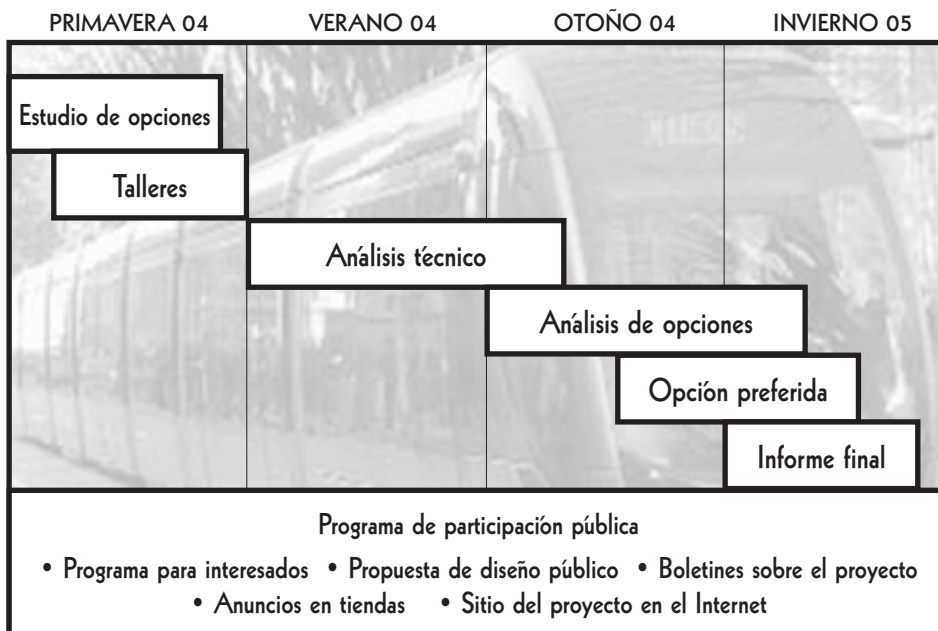 PRIMAVERA 04 VERANO 04 OTOÑO 04 INVIERNO 05
Estudio de opciones
Talleres
Análisis técnico
Análisis de opciones
Opción preferida
Informe final
Programa de participación pública
• Programa para interesados • Propuesta de diseño público • Boletines sobre el proyecto
• Anuncios en tiendas • Sitio del proyecto en el Internet